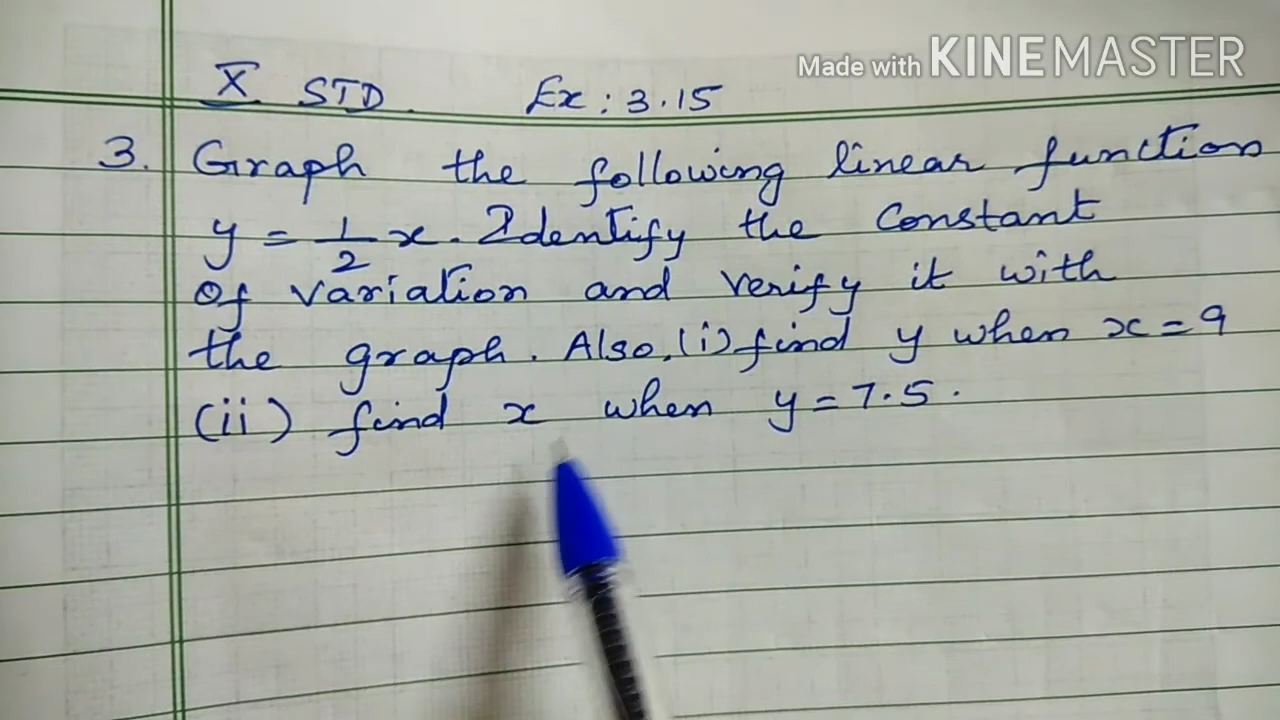 Made with KINEMASTER
X STD. Ex: 3.15
3. Graph the following linear function
y = 1/2 x. Identify the constant
of variation and verify it with
the graph. Also, (i) find y when x = 9
(ii) find x when y = 7.5.